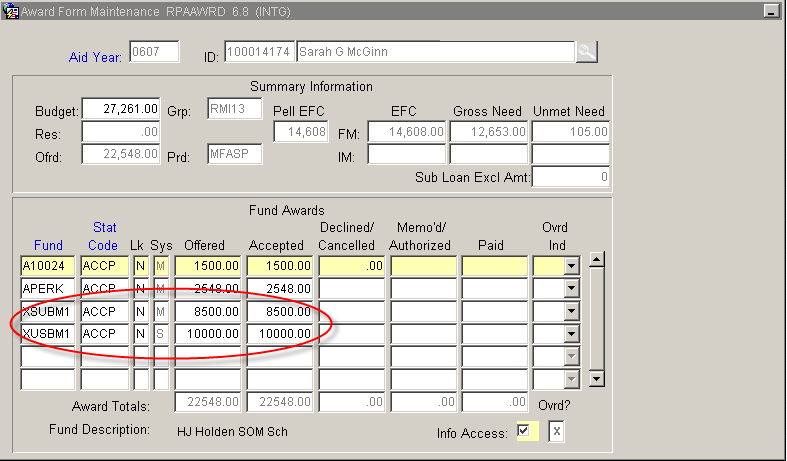 Award Form Maintenance RPAAWRD 6.8 (INTG)
Aid Year: 0607 ID: 100014174 Sarah G McGinn
Summary Information
Budget: 27,261.00 Grp: RMI13 Pell EFC EFC Gross Need Unmet Need
Res: .00 14,608 FM: 14,608.00 12,653.00 105.00
Ofrd: 22,548.00 Prd: MFASP IM:
Sub Loan Excl Amt: 0
Fund Awards
Stat Declined/ Memo'd/ Ovrd
Fund Code Lk Sys Offered Accepted Cancelled Authorized Paid Ind
A10024 ACCP N M 1500.00 1500.00 .00
APERK ACCP N M 2548.00 2548.00
XSUBM1 ACCP N M 8500.00 8500.00
XUSBM1 ACCP N S 10000.00 10000.00
Award Totals: 22548.00 22548.00 .00 .00 .00 Ovrd?
Fund Description: HJ Holden SOM Sch Info Access: X